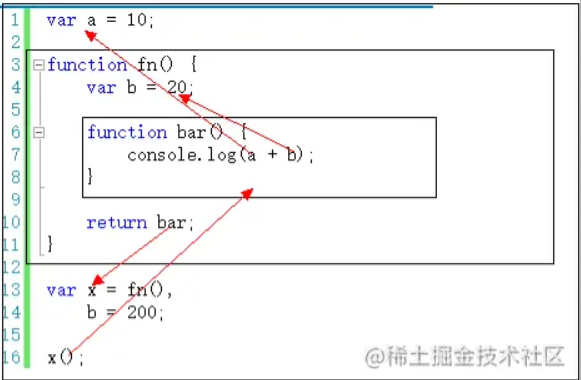 1 var a = 10;
2
3 function fn() {
4 var b = 20;
5
6 function bar() {
7 console.log(a + b);
8 }
9
10 return bar;
11 }
12
13 var x = fn(),
14 b = 200;
15
16 x();
@稀土掘金技术社区